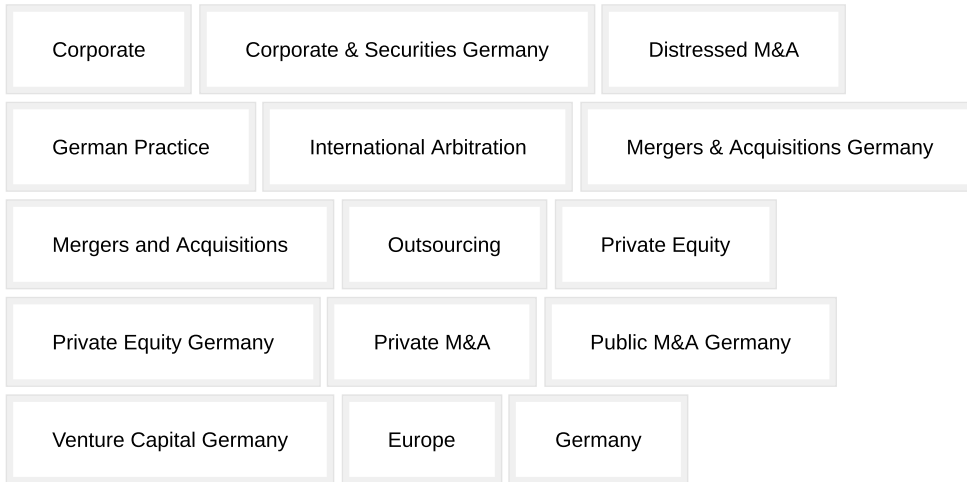 Corporate Corporate & Securities Germany Distressed M&A
German Practice International Arbitration Mergers & Acquisitions Germany
Mergers and Acquisitions Outsourcing Private Equity
Private Equity Germany Private M&A Public M&A Germany
Venture Capital Germany Europe Germany